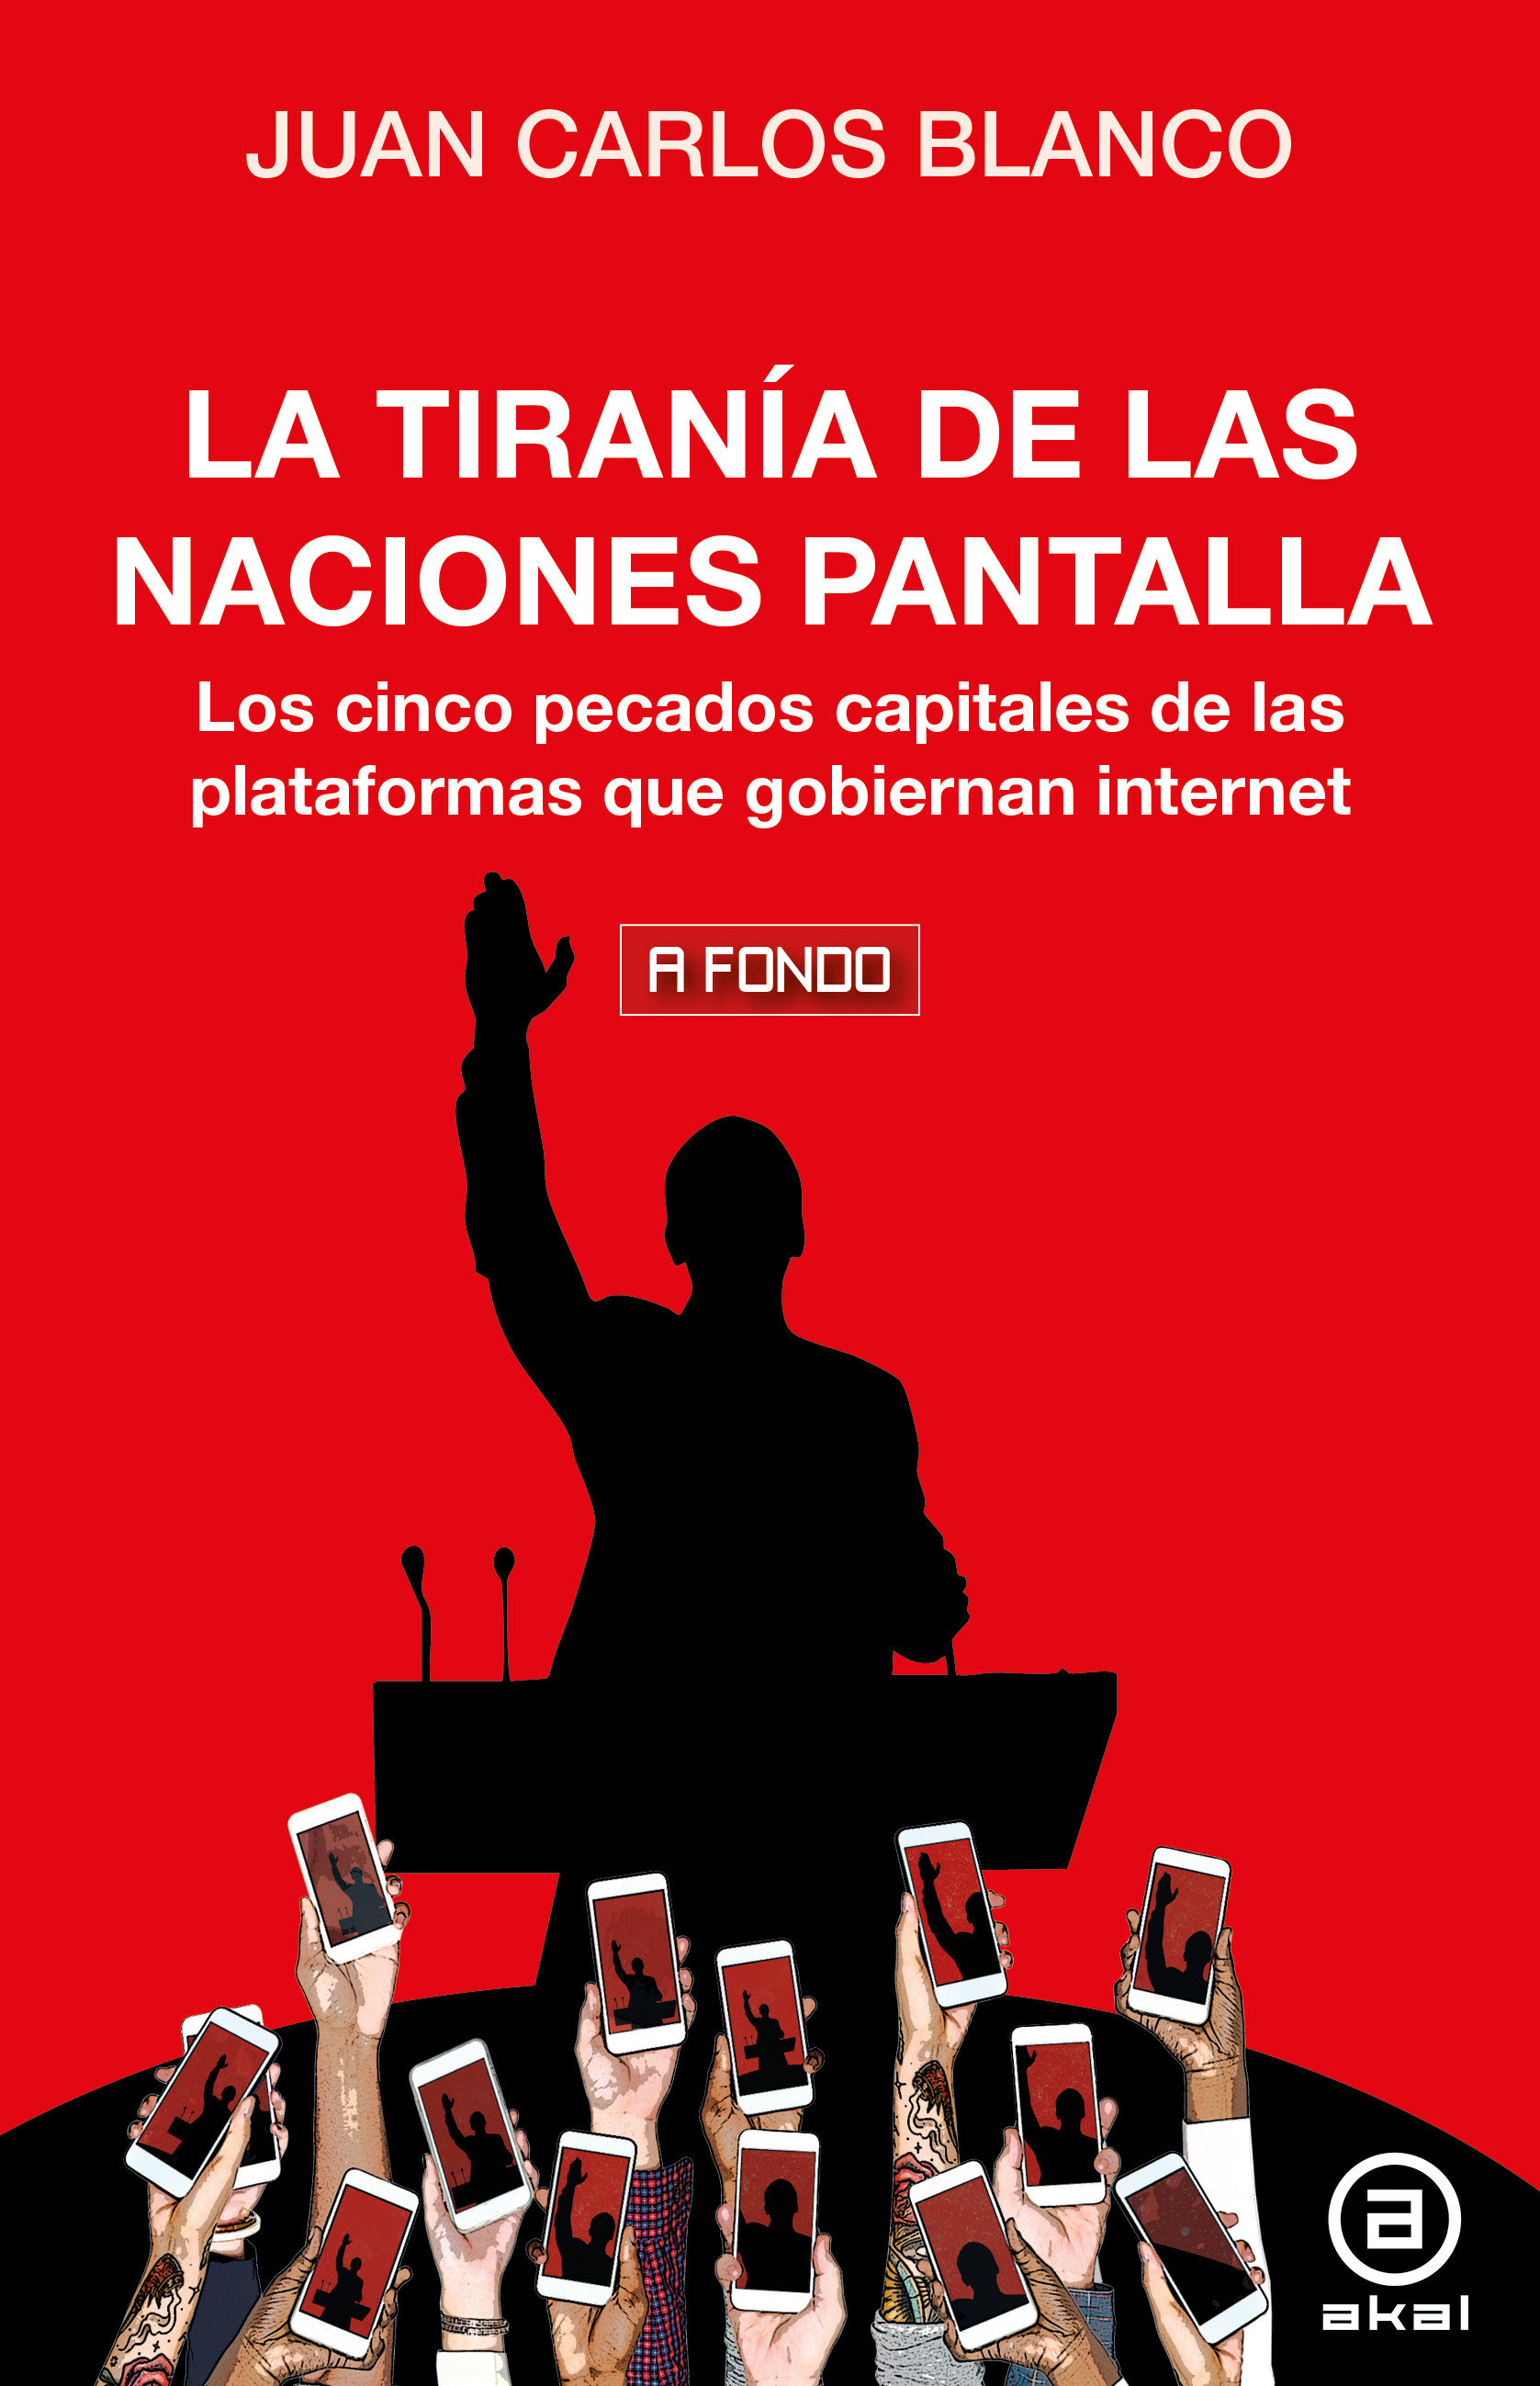 JUAN CARLOS BLANCO
LA TIRANÍA DE LAS
NACIONES PANTALLA
Los cinco pecados capitales de las
plataformas que gobiernan internet
A FONDO
a
akal